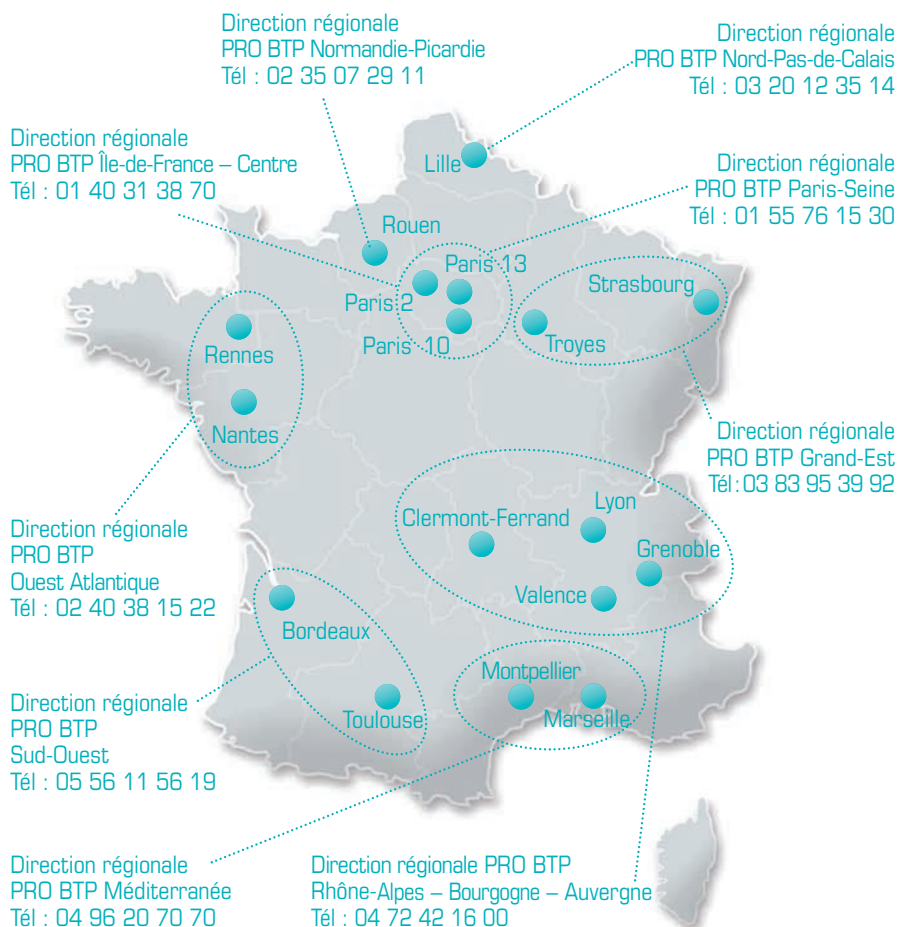 Direction régionale
PRO BTP Normandie-Picardie
Tél : 02 35 07 29 11
Direction régionale
PRO BTP Nord-Pas-de-Calais
Tél : 03 20 12 35 14
Direction régionale
PRO BTP Île-de-France – Centre
Tél : 01 40 31 38 70
Direction régionale
PRO BTP Paris-Seine
Tél : 01 55 76 15 30
Lille
Rouen
Paris 13
Paris 2
Paris 10
Strasbourg
Troyes
Rennes
Nantes
Direction régionale
PRO BTP Grand-Est
Tél : 03 83 95 39 92
Clermont-Ferrand
Lyon
Grenoble
Valence
Direction régionale
PRO BTP
Ouest Atlantique
Tél : 02 40 38 15 22
Bordeaux
Toulouse
Montpellier
Marseille
Direction régionale
PRO BTP
Sud-Ouest
Tél : 05 56 11 56 19
Direction régionale
PRO BTP Méditerranée
Tél : 04 96 20 70 70
Direction régionale PRO BTP
Rhône-Alpes – Bourgogne – Auvergne
Tél : 04 72 42 16 00